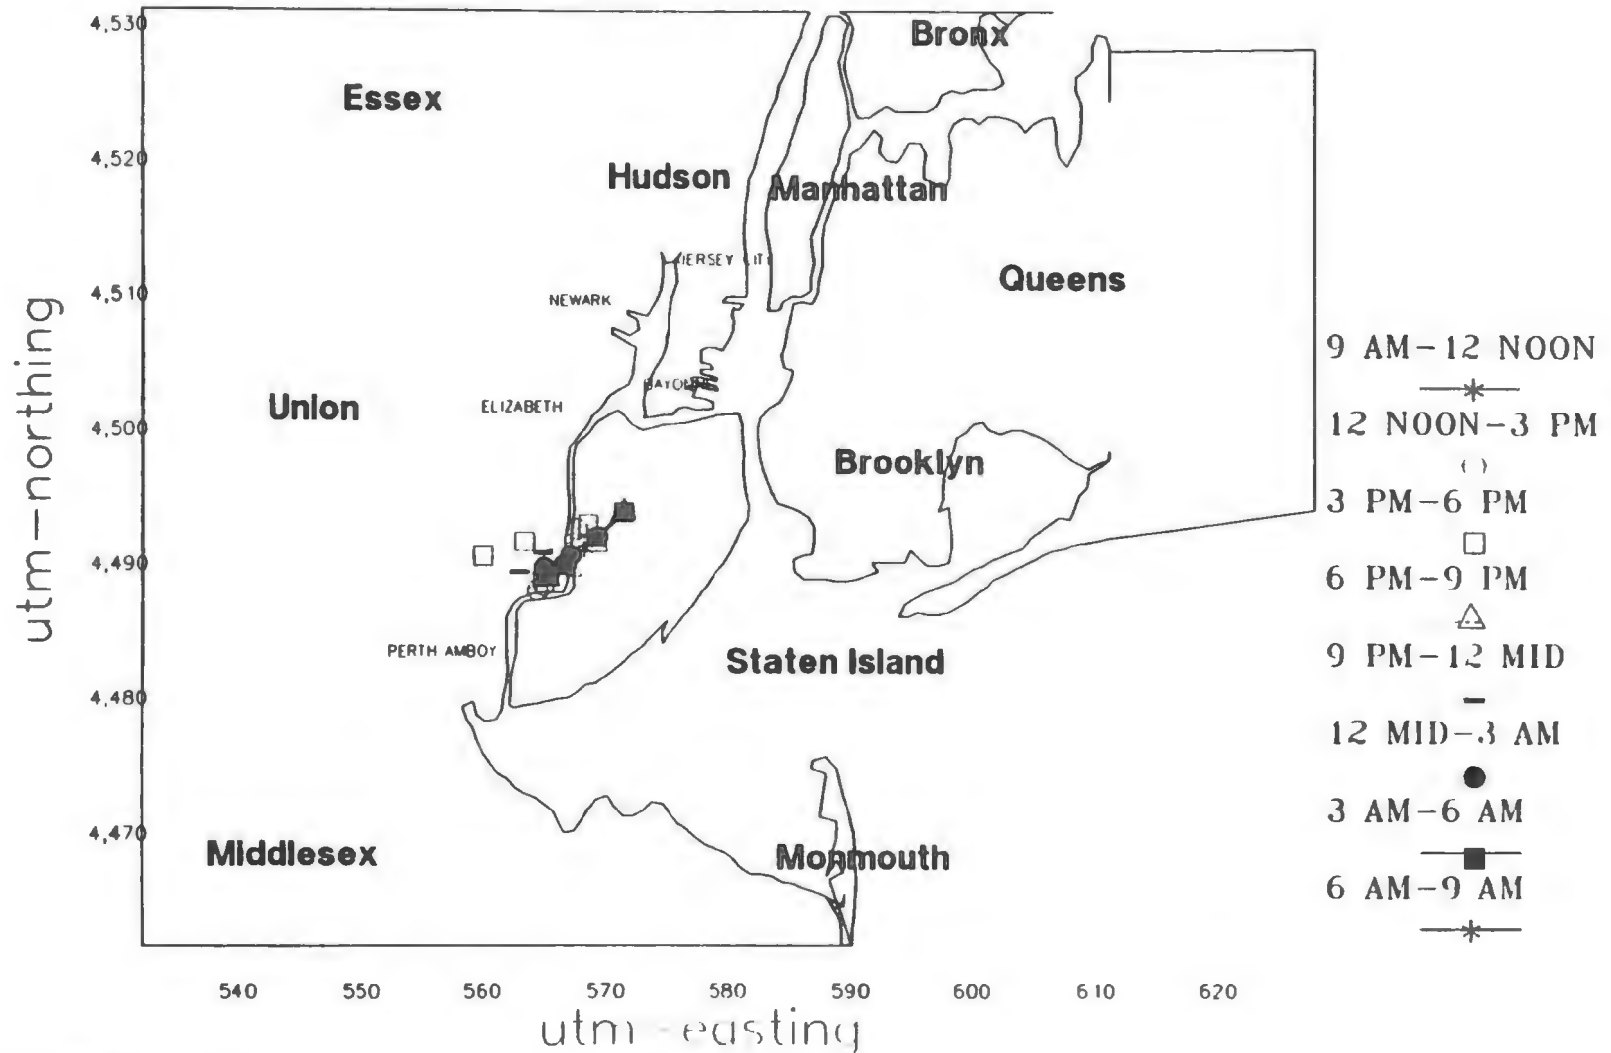 4,530
Bronx
Essex
4,520
Hudson
Manhattan
JERSEY CITY
Queens
4,510
NEWARK
9 AM-12 NOON
BAYONNE
Union
ELIZABETH
12 NOON-3 PM
4,500
Brooklyn
3 PM-6 PM
4,490
6 PM-9 PM
PERTH AMBOY
Staten Island
9 PM-12 MID
4,480
12 MID-3 AM
3 AM-6 AM
4,470
Middlesex
Monmouth
6 AM-9 AM
utm-northing
540 550 560 570 580 590 600 610 620
utm-easting